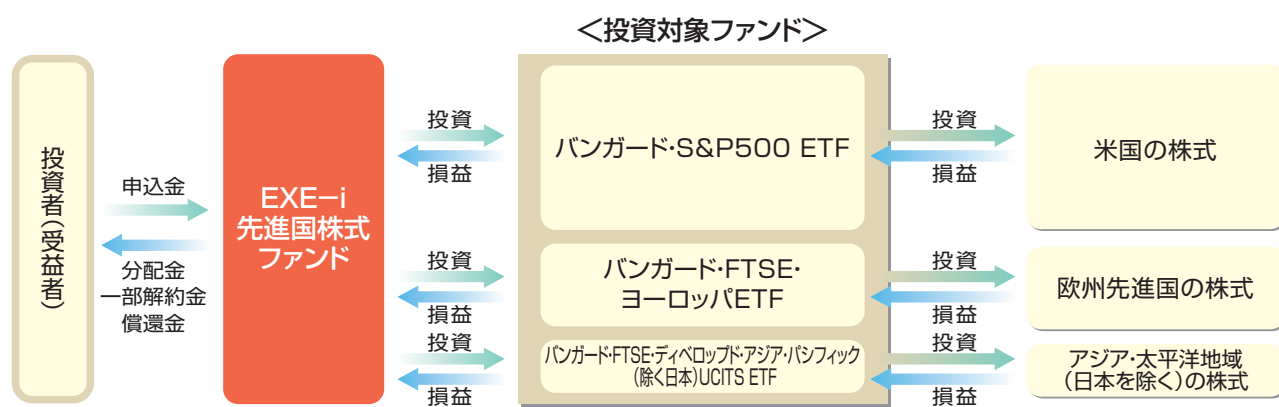 ＜投資対象ファンド＞
投資者（受益者）
申込金
分配金
一部解約金
償還金
EXE－i
先進国株式
ファンド
投資
損益
バンガード・S&P500 ETF
投資
損益
米国の株式
投資
損益
バンガード・FTSE・
ヨーロッパETF
投資
損益
欧州先進国の株式
投資
損益
バンガード・FTSE・ディベロップド・アジア・パシフィック
（除く日本）UCITS ETF
投資
損益
アジア・太平洋地域
（日本を除く）の株式